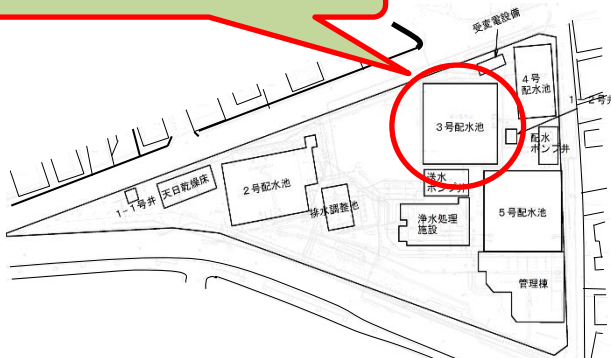 受変電設備
4号
配水池
1-2号井
3号配水池
配水
ポンプ井
送水
ポンプ井
天日乾燥床
1-1号井
2号配水池
排水調整池
浄水処理
施設
5号配水池
管理棟